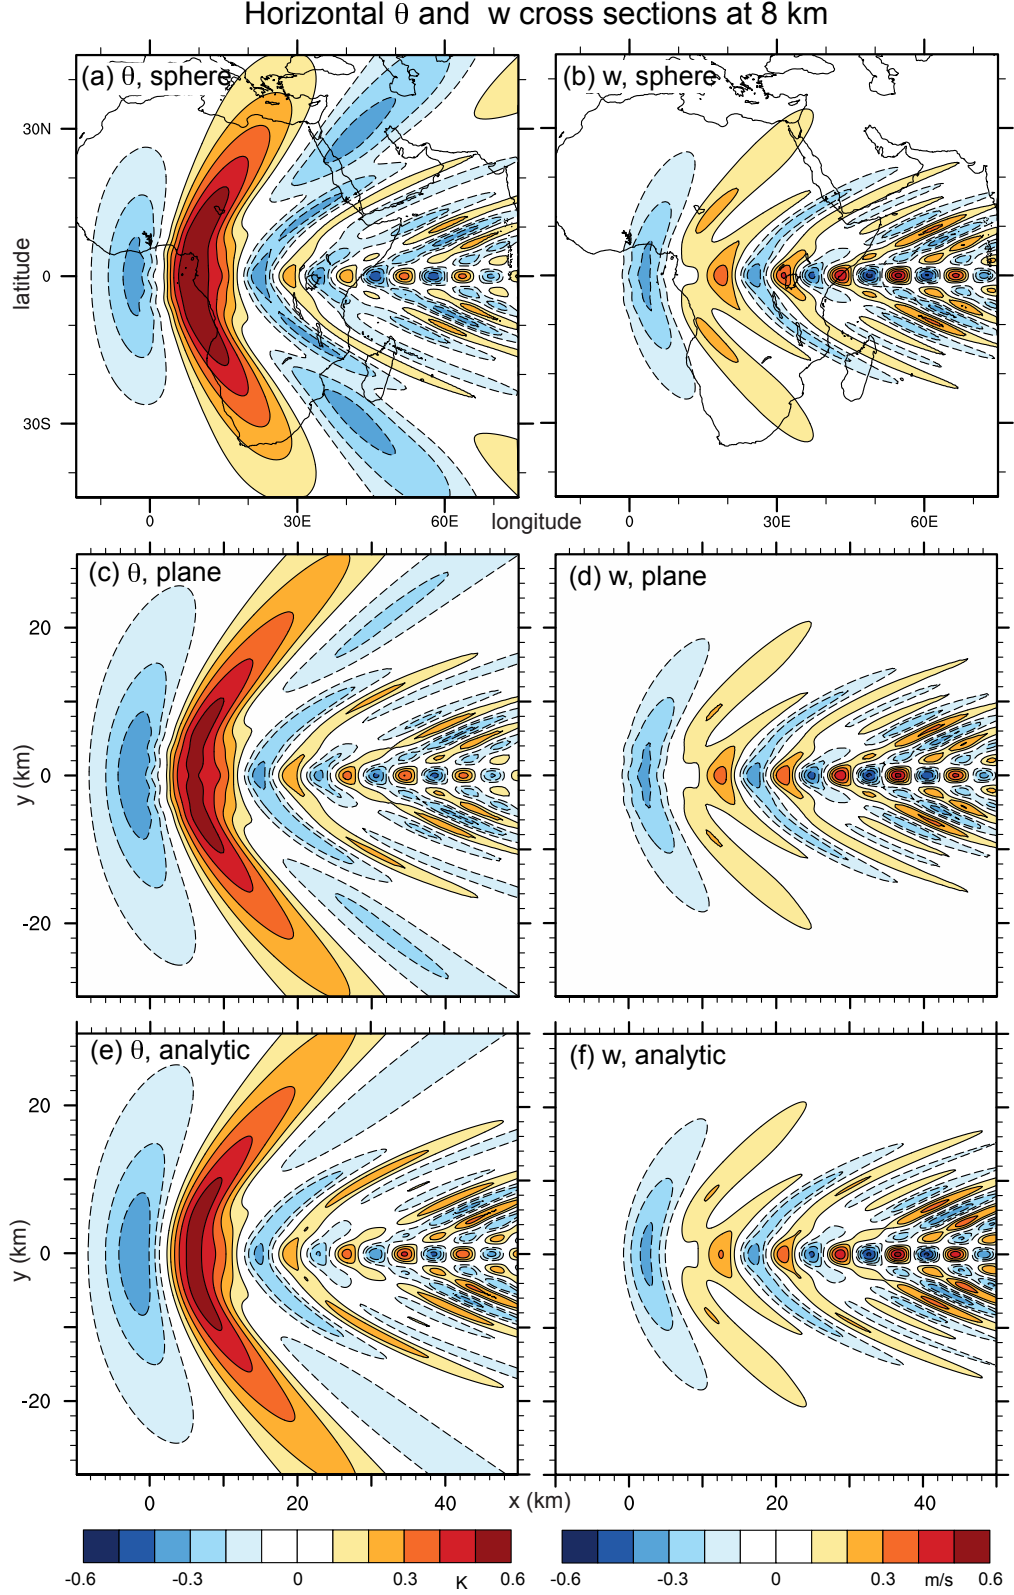 Horizontal θ and w cross sections at 8 km
(a) θ, sphere
(b) w, sphere
30N
0
30S
latitude
0
30E
60E
longitude
0
30E
60E
(c) θ, plane
(d) w, plane
20
0
-20
y (km)
(e) θ, analytic
(f) w, analytic
20
0
-20
y (km)
0
20
40
x (km)
0
20
40
-0.6
-0.3
0
0.3
K
0.6
-0.6
-0.3
0
0.3
m/s
0.6